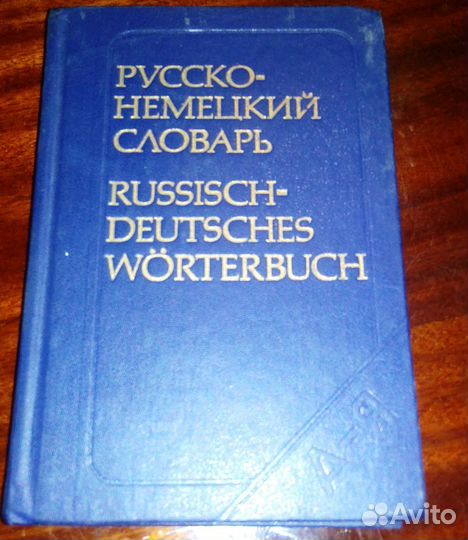 РУССКО-
НЕМЕЦКИЙ
СЛОВАРЬ
RUSSISCH-
DEUTSCHES
WÖRTERBUCH
А-Я
Avito